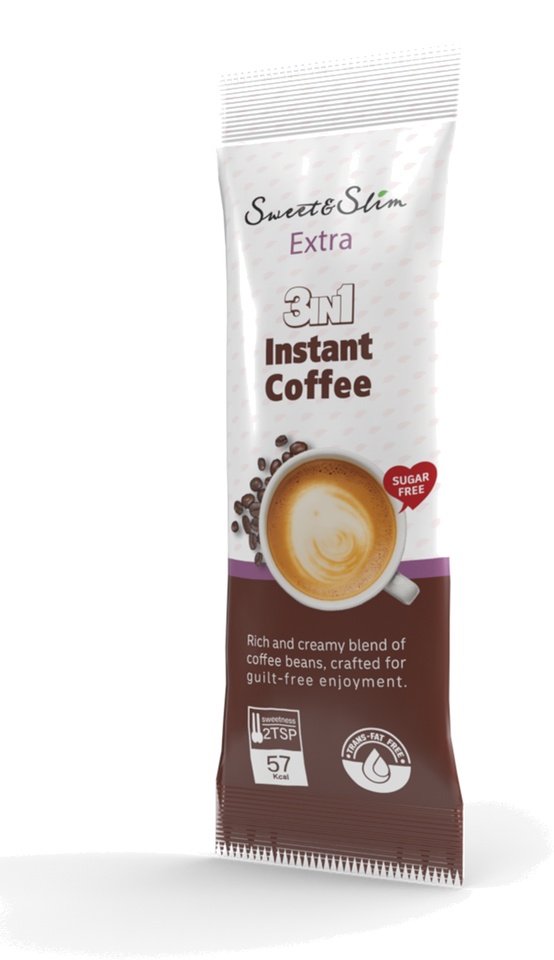 Sweet&Slim
Extra
3IN1
Instant
Coffee
SUGAR
FREE
Rich and creamy blend of
coffee beans, crafted for
guilt-free enjoyment.
sweetness
2TSP
57
Kcal
• TRANS-FAT FREE •